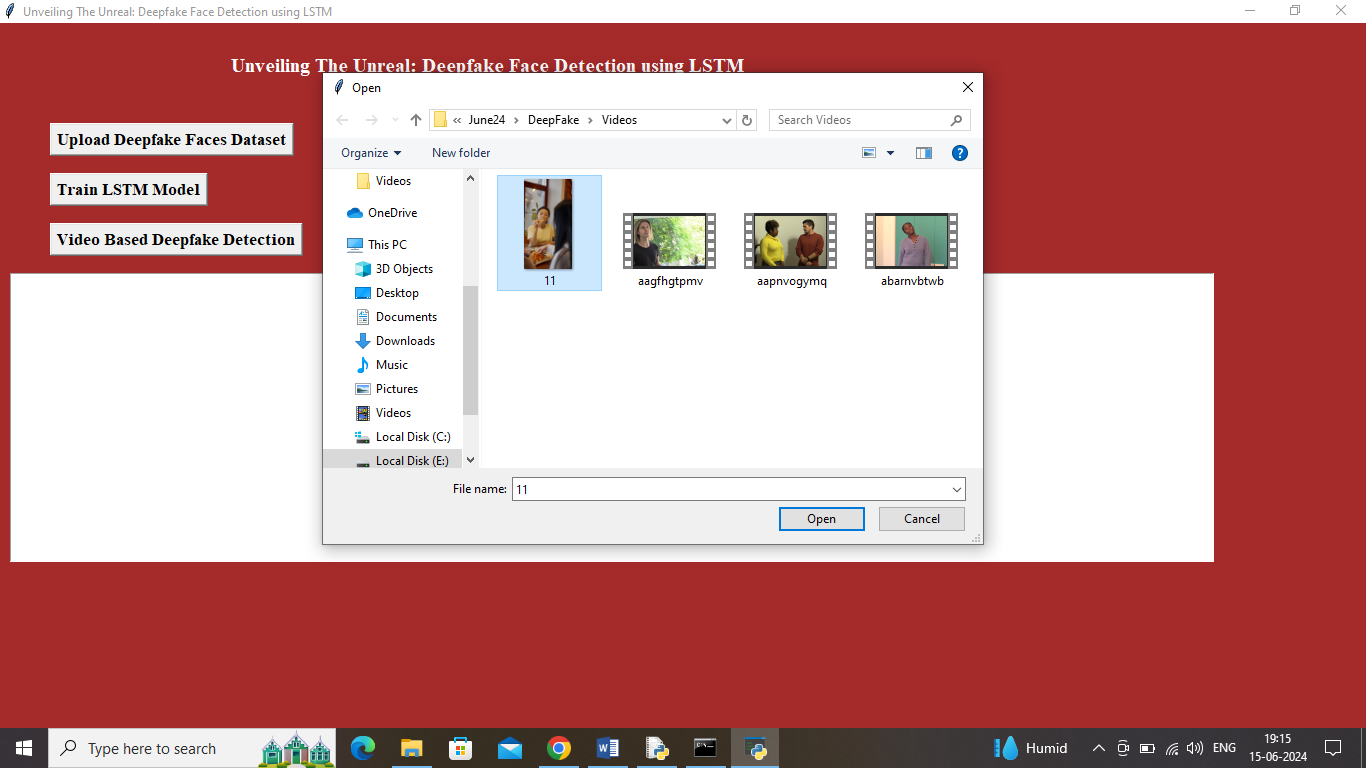 Unveiling The Unreal: Deepfake Face Detection using LSTM
Unveiling The Unreal: Deepfake Face Detection using LSTM
Upload Deepfake Faces Dataset
Train LSTM Model
Video Based Deepfake Detection
Open
« June24 › DeepFake › Videos
Search Videos
Organize
New folder
Videos
OneDrive
This PC
3D Objects
Desktop
Documents
Downloads
Music
Pictures
Videos
Local Disk (C:)
Local Disk (E:)
11
aagfhgtpmv
aapnvogymq
abarnvbtwb
File name: 11
Open Cancel
Type here to search
Humid
ENG
19:15
15-06-2024